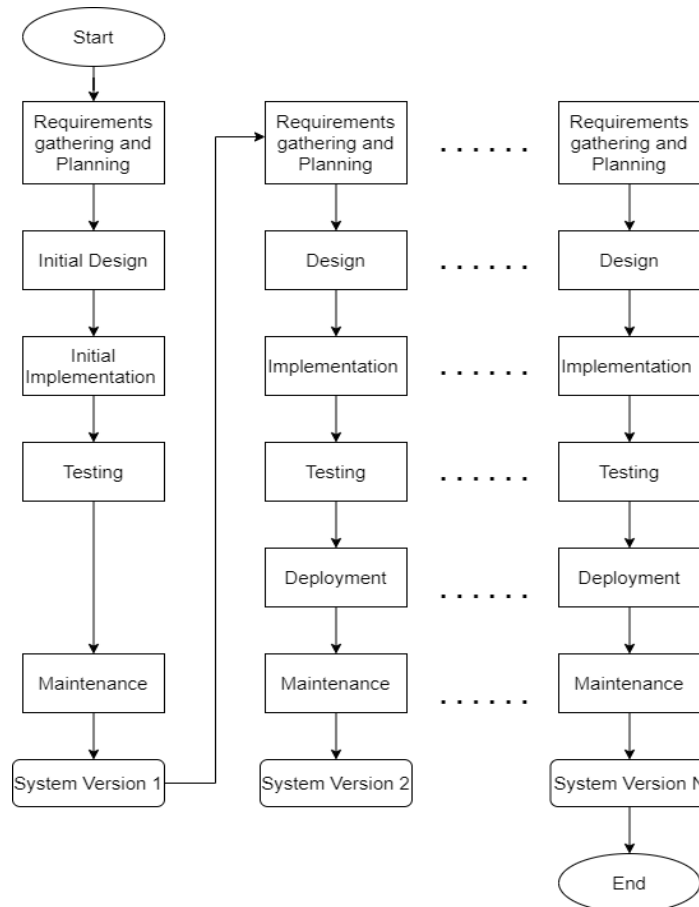 Start
Requirements
gathering and
Planning
Initial Design
Initial
Implementation
Testing
Maintenance
System Version 1
Requirements
gathering and
Planning
Design
Implementation
Testing
Deployment
Maintenance
System Version 2
. . . . . .
. . . . . .
. . . . . .
. . . . . .
. . . . . .
. . . . . .
Requirements
gathering and
Planning
Design
Implementation
Testing
Deployment
Maintenance
System Version N
End